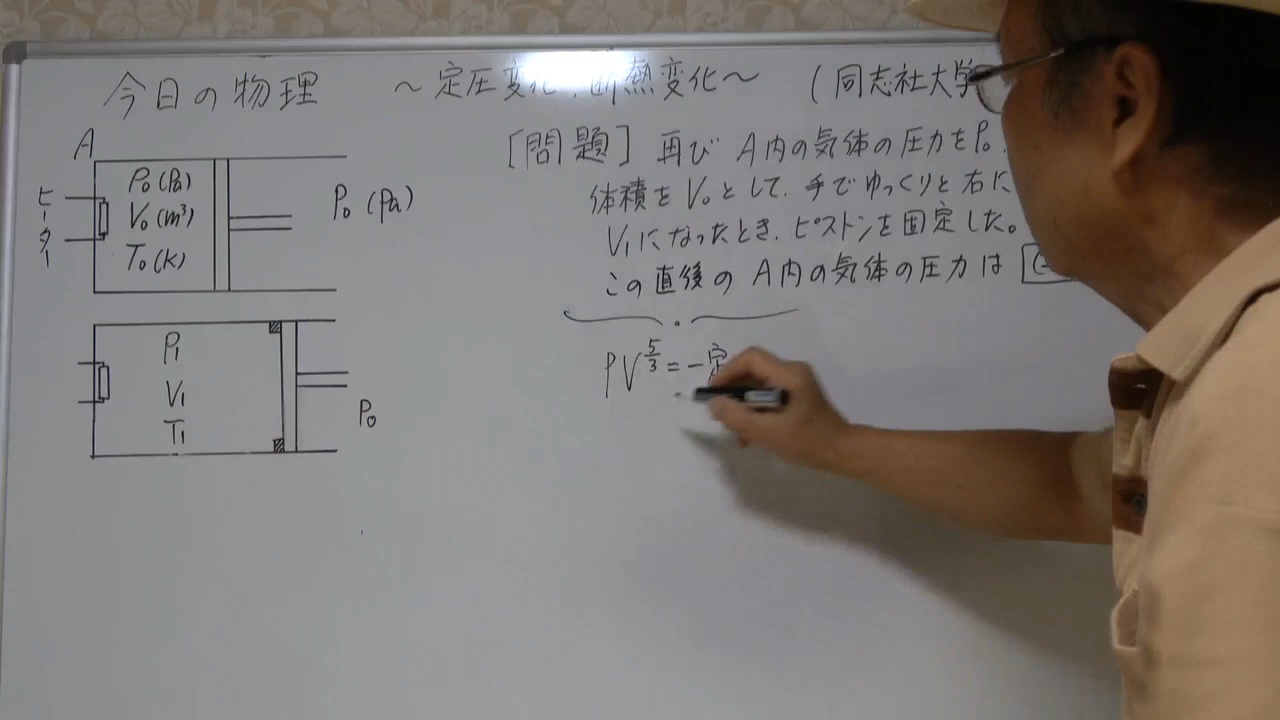 今日の物理 ～定圧変化、断熱変化～ (同志社大学
A
ヒーター
P₀(Pa)
V₀(m³)
T₀(K)
P₀(Pa)
P₁
V₁
T₁
P₀
[問題] 再び A内の気体の圧力をP₀.
体積を V₀として、手でゆっくりと右に
V₁になったとき、ピストンを固定した。
この直後の A内の気体の圧力は
PV^{5/3}=一定